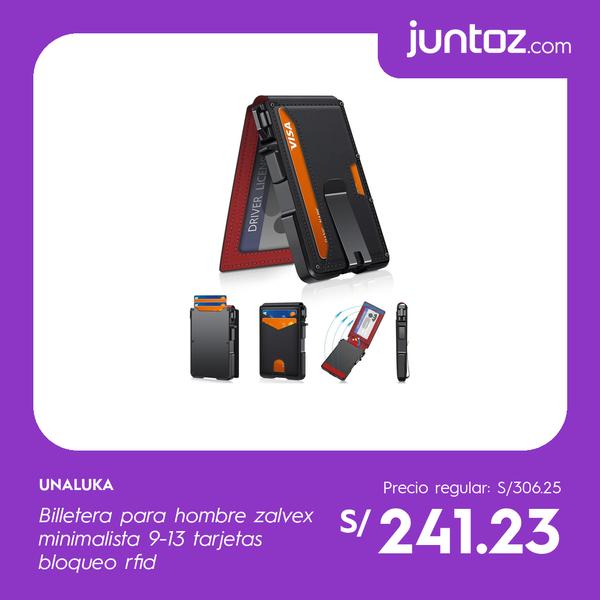 juntoz.com
VISA
DRIVER LICEN
UNALUKA
Billetera para hombre zalvex
minimalista 9-13 tarjetas
bloqueo rfid
Precio regular: S/306.25
S/241.23